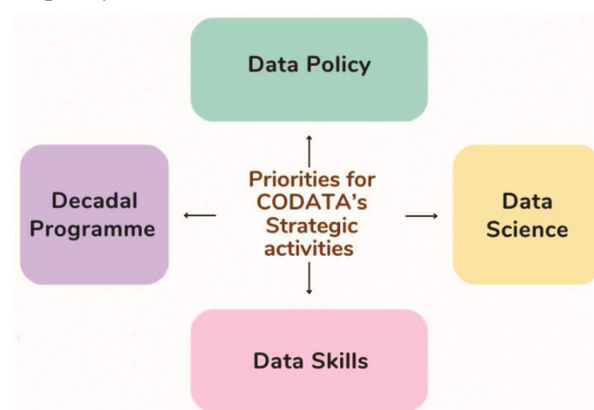 Data Policy
Decadal
Programme
Priorities for
CODATA's
Strategic
activities
Data
Science
Data Skills